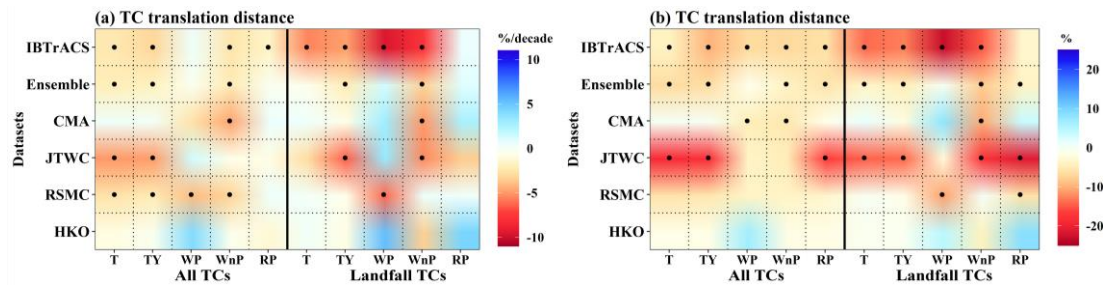 (a) TC translation distance
%/decade
IBTrACS
Ensemble
CMA
JTWC
RSMC
HKO
Datasets
10
5
0
-5
-10
T TY WP WnP RP T TY WP WnP RP
All TCs Landfall TCs
(b) TC translation distance
%
IBTrACS
Ensemble
CMA
JTWC
RSMC
HKO
Datasets
20
10
0
-10
-20
T TY WP WnP RP T TY WP WnP RP
All TCs Landfall TCs